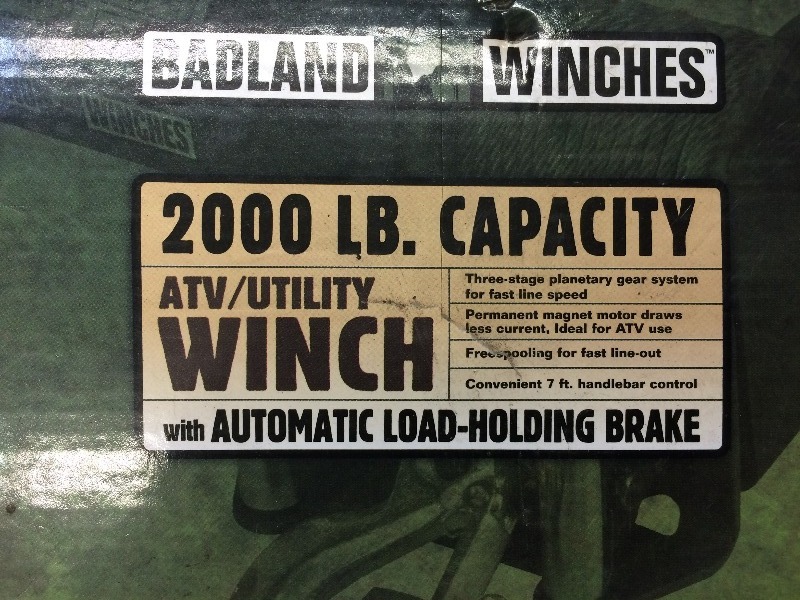 BADLAND WINCHES™
WINCHES
2000 LB. CAPACITY
ATV/UTILITY
WINCH
Three-stage planetary gear system
for fast line speed
Permanent magnet motor draws
less current, Ideal for ATV use
Freespooling for fast line-out
Convenient 7 ft. handlebar control
with AUTOMATIC LOAD-HOLDING BRAKE